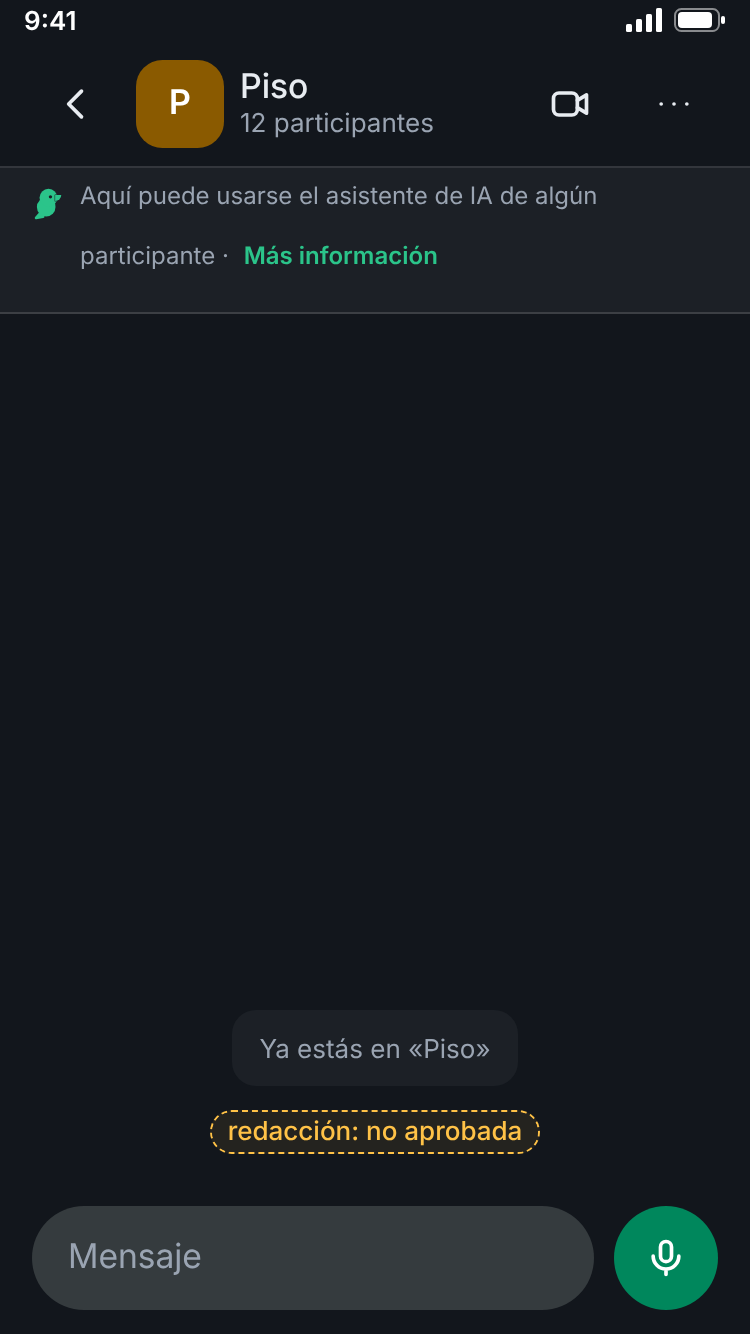 9:41
P
Piso
12 participantes
Aquí puede usarse el asistente de IA de algún
participante · Más información
Ya estás en «Piso»
redacción: no aprobada
Mensaje